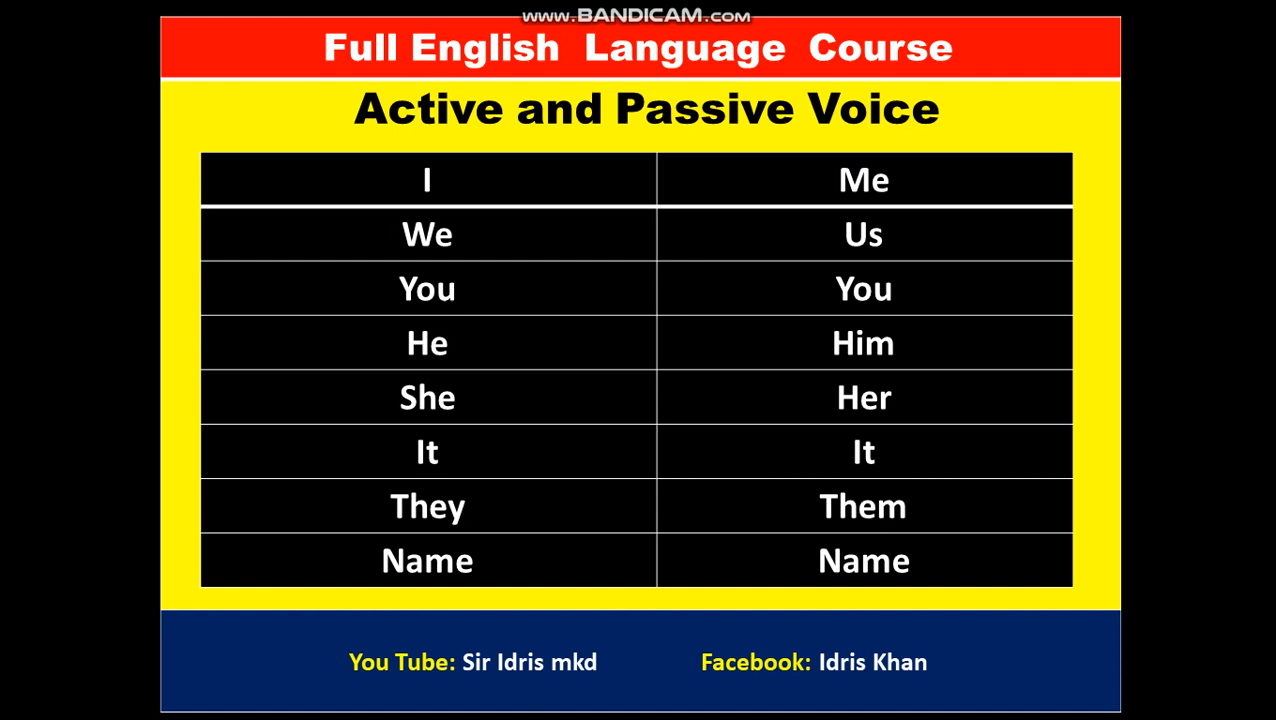 www.BANDICAM.com
Full English Language Course
Active and Passive Voice
I Me
We Us
You You
He Him
She Her
It It
They Them
Name Name
You Tube: Sir Idris mkd Facebook: Idris Khan